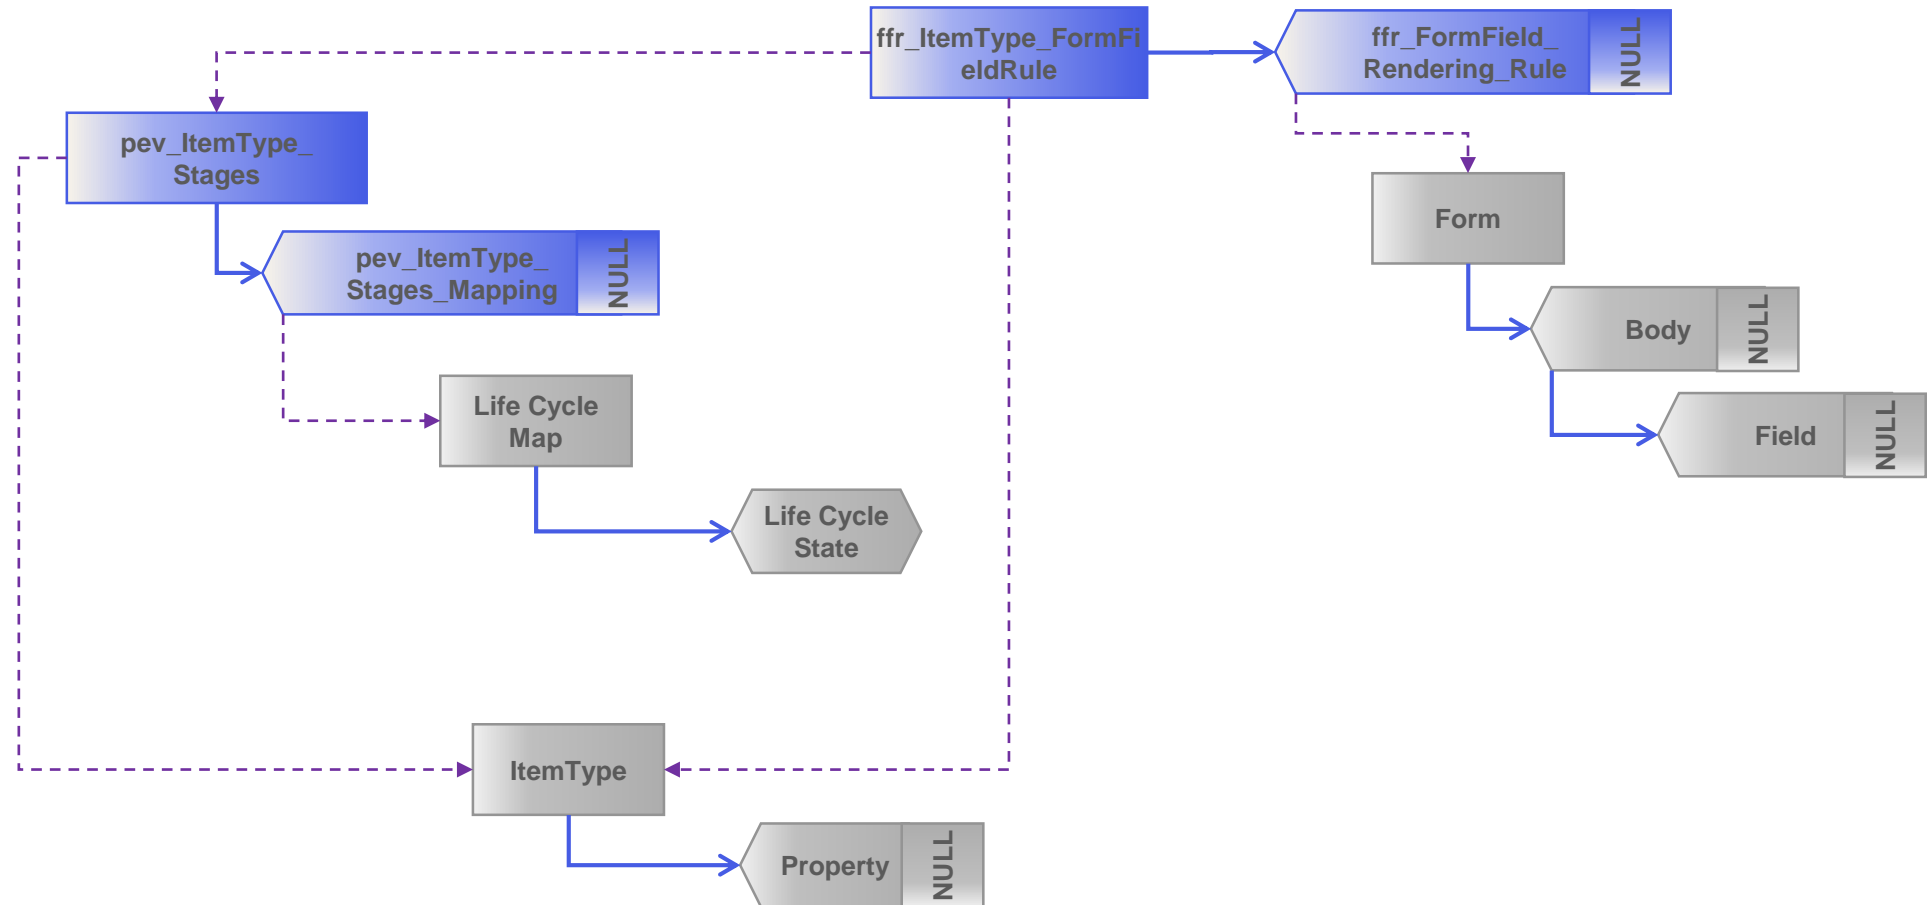 ffr_ItemType_FormFi
eldRule
ffr_FormField_
Rendering_Rule
NULL
pev_ItemType_
Stages
Form
pev_ItemType_
Stages_Mapping
NULL
Body
NULL
Life Cycle
Map
Field
NULL
Life Cycle
State
ItemType
Property
NULL